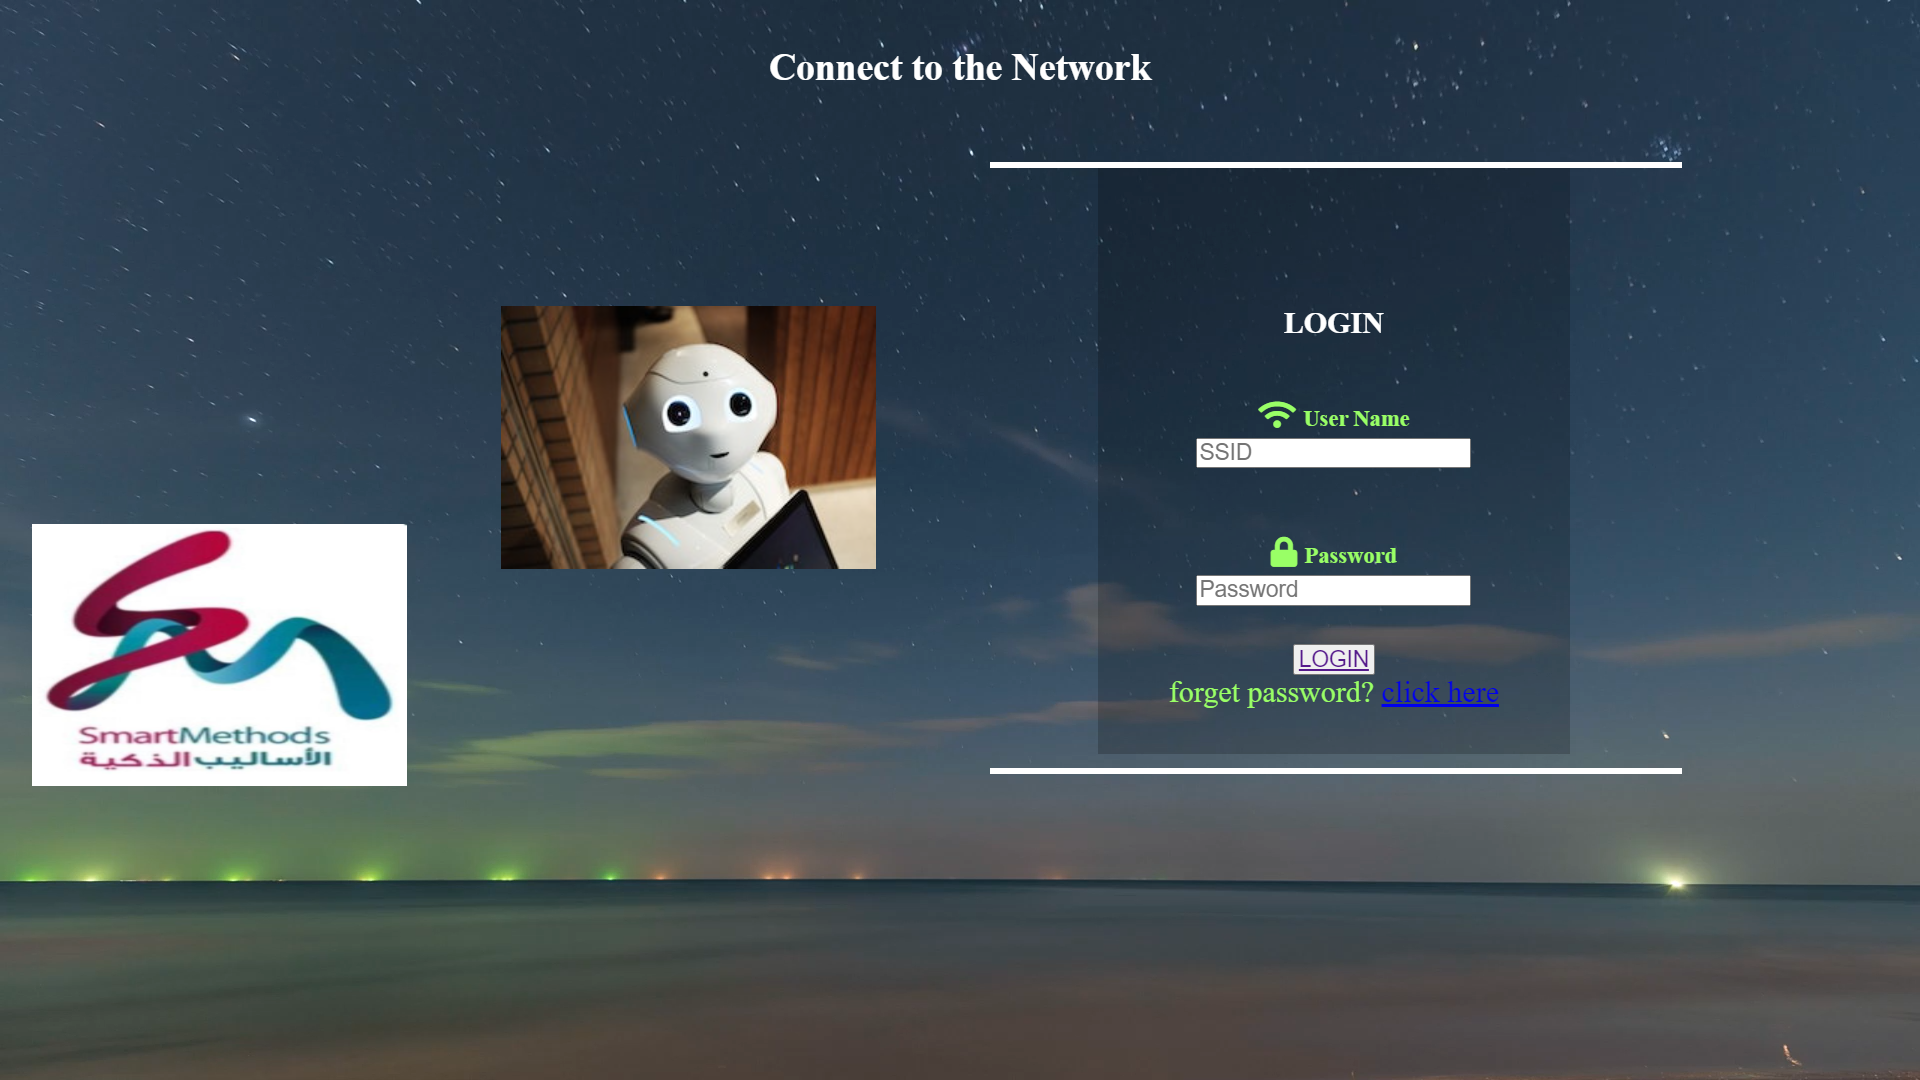 Connect to the Network
LOGIN
User Name
SSID
Password
Password
LOGIN
forget password? click here
SmartMethods
الأساليب الذكية